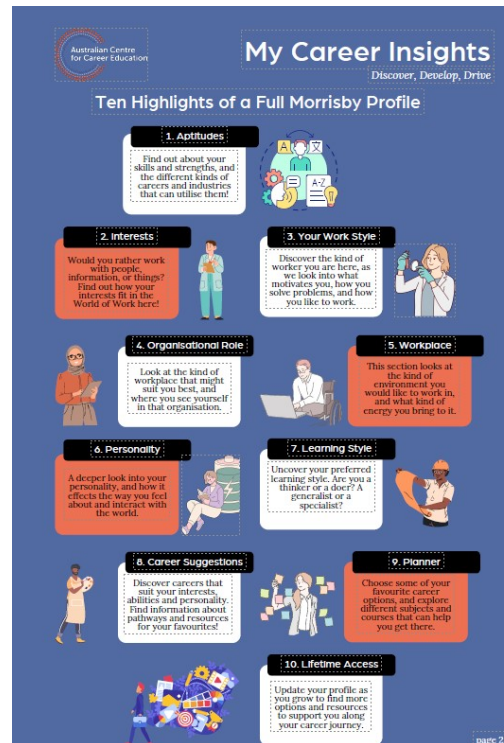 Australian Centre
for Career Education
My Career Insights
Discover, Develop, Drive
Ten Highlights of a Full Morrisby Profile
1. Aptitudes
Find out about your
skills and strengths, and
the different kinds of
careers and industries
that can utilise them!
A
文
A-Z
2. Interests
Would you rather work
with people,
information, or things?
Find out how your
interests fit in the
World of Work here!
3. Your Work Style
Discover the kind of
worker you are here, as
we look into what
motivates you, how you
solve problems, and how
you like to work.
4. Organisational Role
Look at the kind of
workplace that might
suit you best, and
where you see yourself
in that organisation.
5. Workplace
This section looks at
the kind of
environment you
would like to work in,
and what kind of
energy you bring to it.
6. Personality
A deeper look into your
personality, and how it
effects the way you feel
about and interact with
the world.
7. Learning Style
Uncover your preferred
learning style. Are you a
thinker or a doer? A
generalist or a
specialist?
8. Career Suggestions
Discover careers that
suit your interests,
abilities and personality.
Find information about
pathways and resources
for your favourites!
9. Planner
Choose some of your
favourite career
options, and explore
different subjects and
courses that can help
you get there.
10. Lifetime Access
Update your profile as
you grow to find more
options and resources
to support you along
your career journey.
page 2